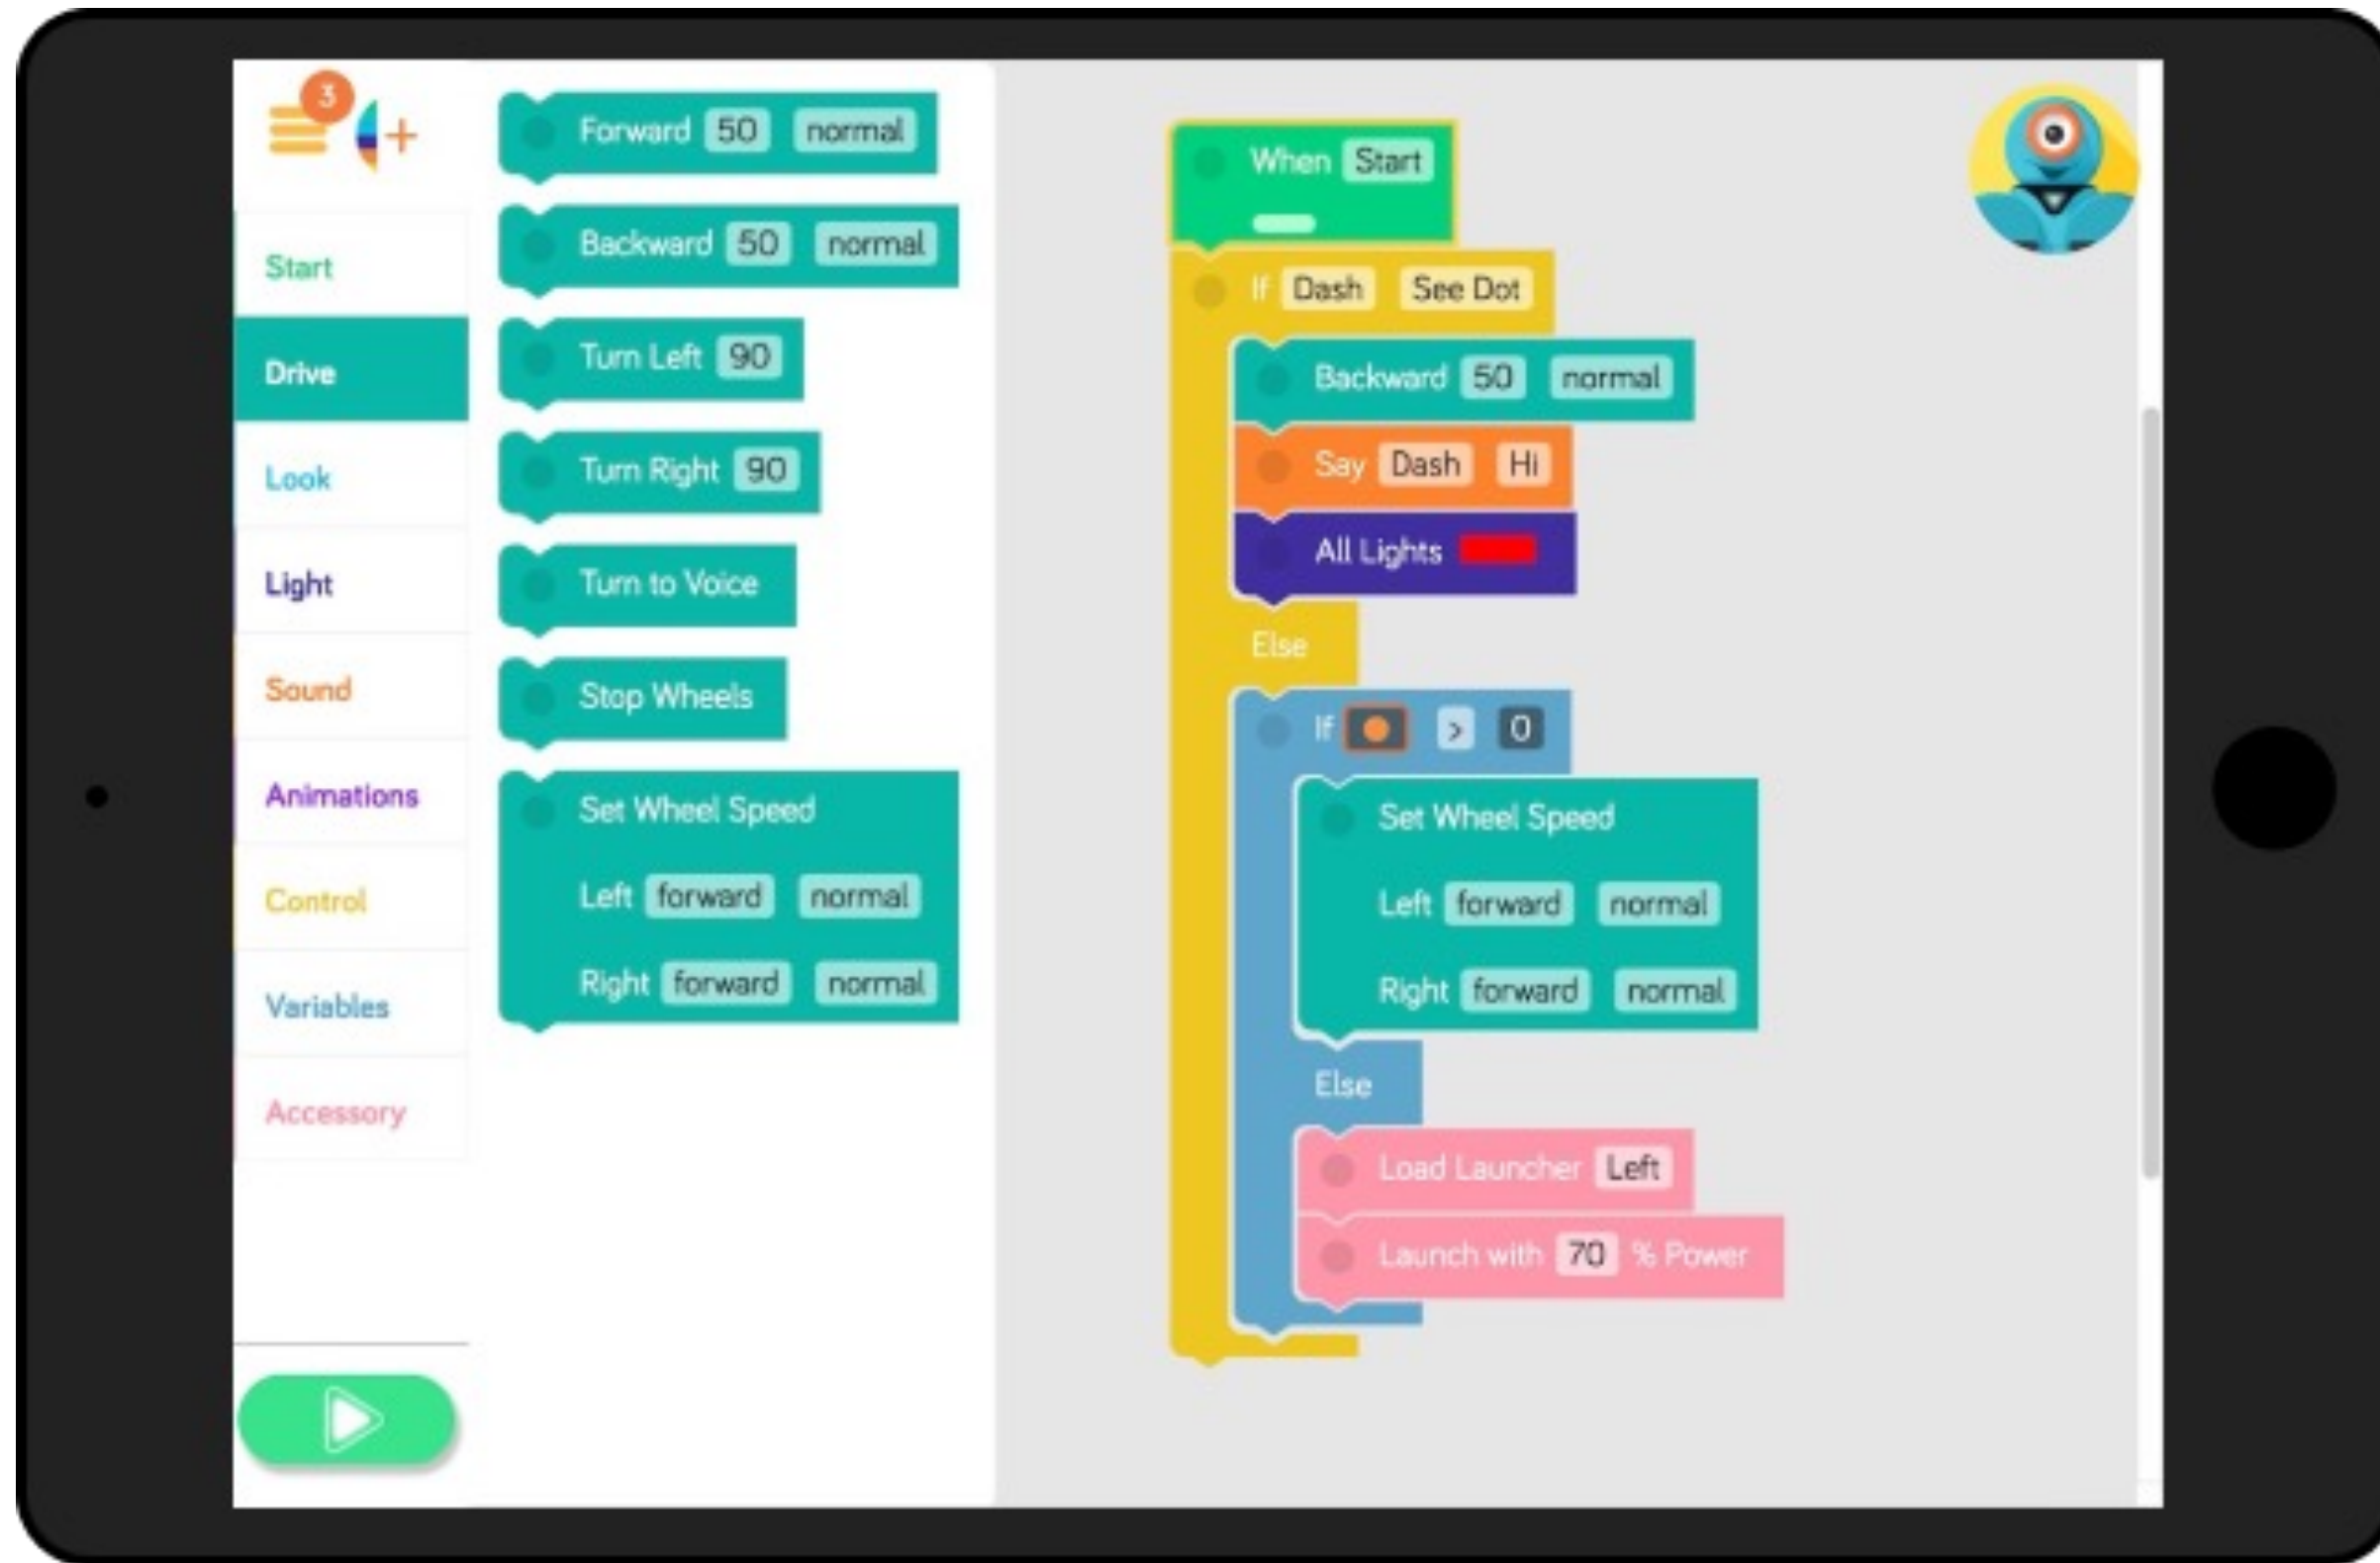 3
+
Start
Drive
Look
Light
Sound
Animations
Control
Variables
Accessory
Forward 50 normal
Backward 50 normal
Turn Left 90
Turn Right 90
Turn to Voice
Stop Wheels
Set Wheel Speed
Left forward normal
Right forward normal
When Start
If Dash See Dot
Backward 50 normal
Say Dash Hi
All Lights
Else
If > 0
Set Wheel Speed
Left forward normal
Right forward normal
Else
Load Launcher Left
Launch with 70 % Power